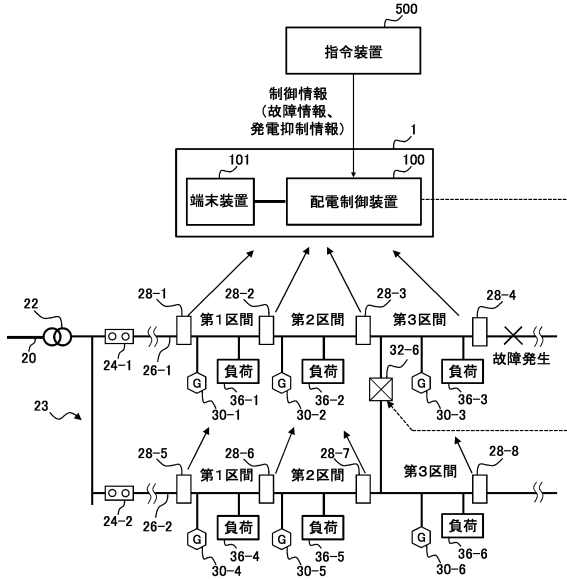 500
指令装置
制御情報
(故障情報、
発電抑制情報)
1
101
100
端末装置
配電制御装置
28-1
28-2
28-3
28-4
22
第1区間
第2区間
第3区間
20
24-1
26-1
G
負荷
G
負荷
32-6
G
負荷
故障発生
30-1
36-1
30-2
36-2
30-3
36-3
23
28-5
28-6
28-7
28-8
第1区間
第2区間
第3区間
24-2
26-2
G
負荷
G
負荷
G
負荷
30-4
36-4
30-5
36-5
30-6
36-6